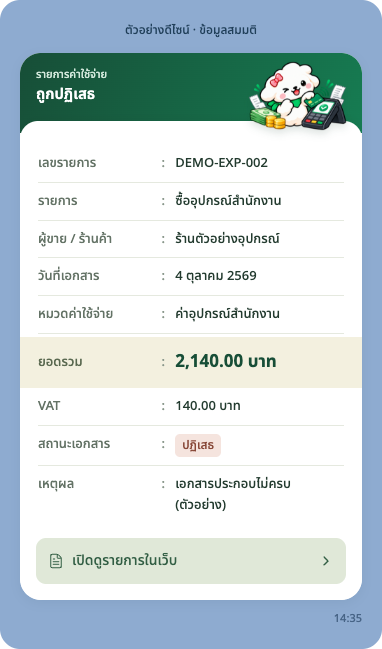 ตัวอย่างดีไซน์ · ข้อมูลสมมติ
รายการค่าใช้จ่าย
ถูกปฏิเสธ
เลขรายการ : DEMO-EXP-002
รายการ : ซื้ออุปกรณ์สำนักงาน
ผู้ขาย / ร้านค้า : ร้านตัวอย่างอุปกรณ์
วันที่เอกสาร : 4 ตุลาคม 2569
หมวดค่าใช้จ่าย : ค่าอุปกรณ์สำนักงาน
ยอดรวม : 2,140.00 บาท
VAT : 140.00 บาท
สถานะเอกสาร : ปฏิเสธ
เหตุผล : เอกสารประกอบไม่ครบ
(ตัวอย่าง)
เปิดดูรายการในเว็บ
14:35